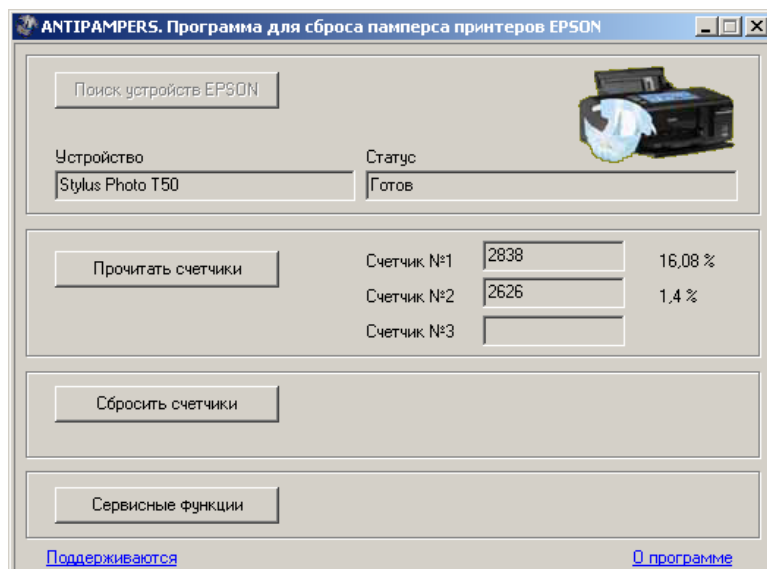 ANTIPAMPERS. Программа для сброса памперса принтеров EPSON
Поиск устройств EPSON
Устройство Статус
Stylus Photo T50 Готов
Прочитать счетчики
Счетчик №1 2838 16,08 %
Счетчик №2 2626 1,4 %
Счетчик №3
Сбросить счетчики
Сервисные функции
Поддерживаются О программе